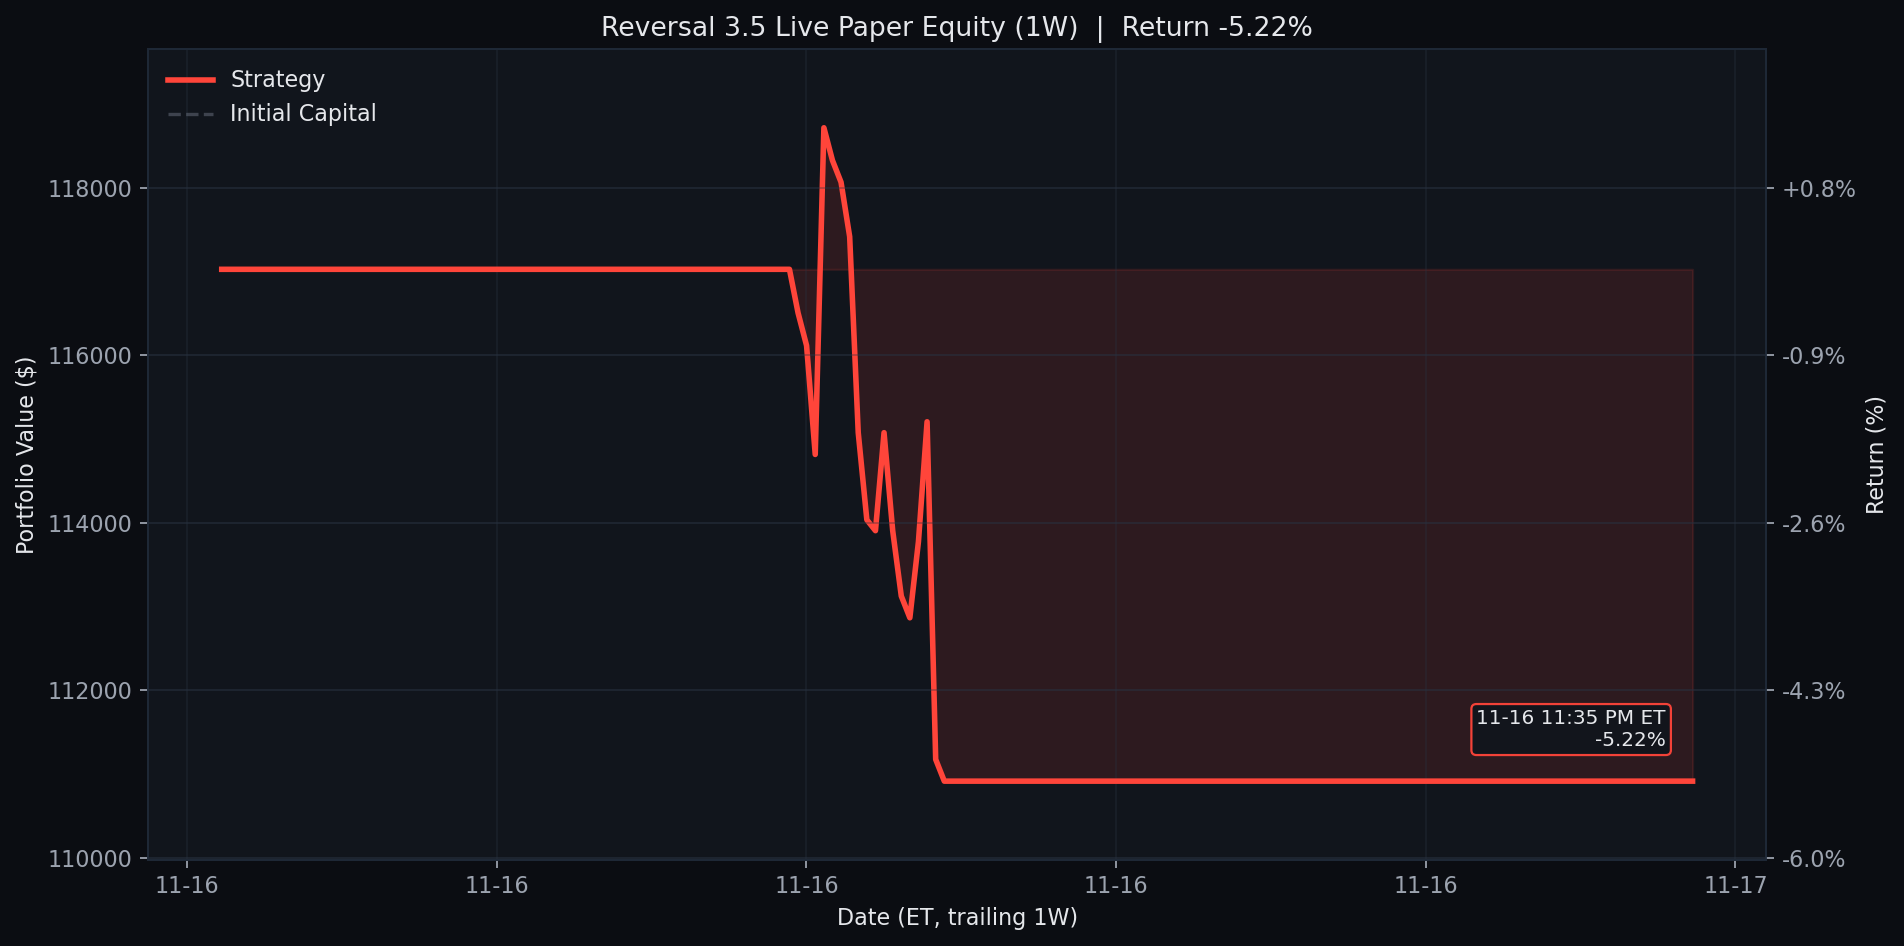 Reversal 3.5 Live Paper Equity (1W)  |  Return -5.22%
Strategy
Initial Capital
Portfolio Value ($)
118000
116000
114000
112000
110000
+0.8%
-0.9%
-2.6%
-4.3%
-6.0%
Return (%)
11-16 11:35 PM ET
-5.22%
11-16
11-16
11-16
11-16
11-16
11-17
Date (ET, trailing 1W)